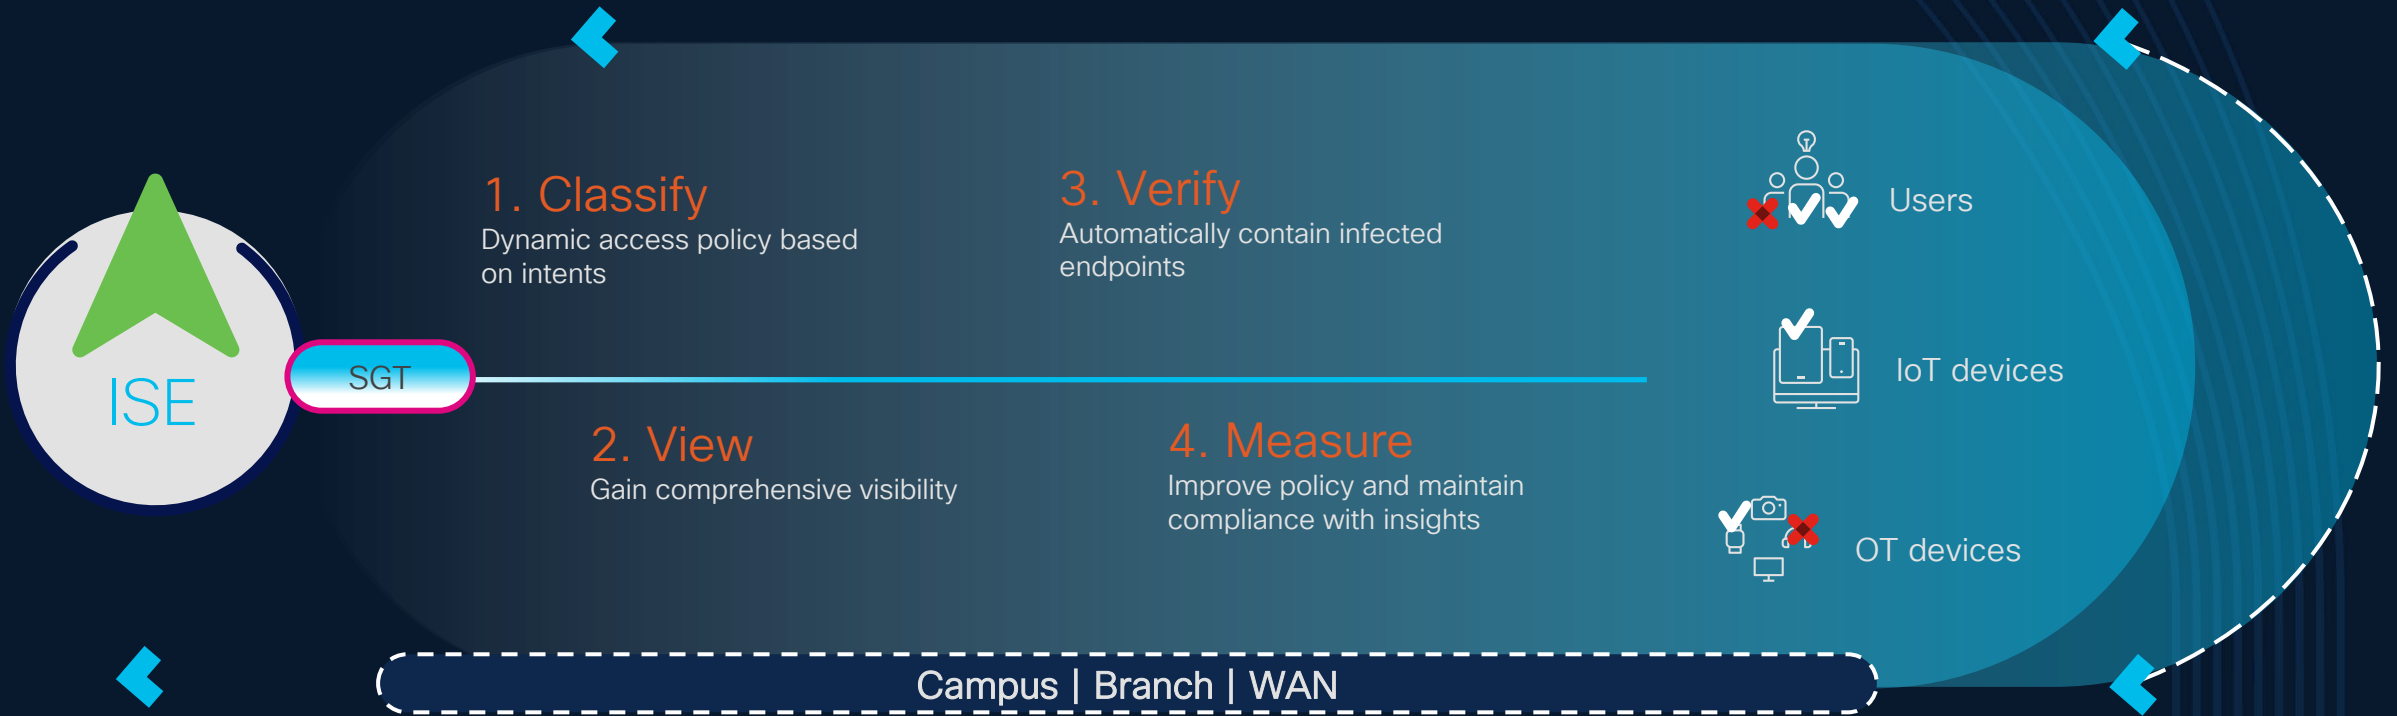 ISE
SGT
1. Classify
Dynamic access policy based
on intents
2. View
Gain comprehensive visibility
3. Verify
Automatically contain infected
endpoints
4. Measure
Improve policy and maintain
compliance with insights
Users
IoT devices
OT devices
Campus | Branch | WAN